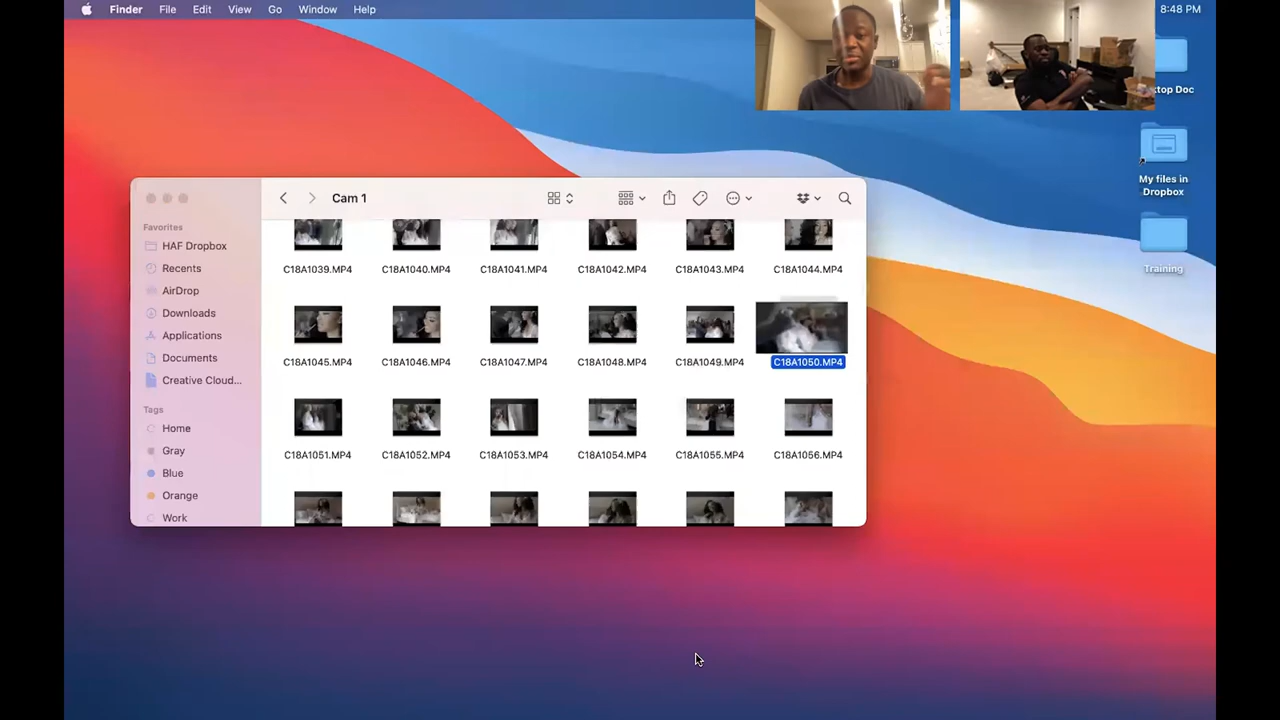 Finder File Edit View Go Window Help 8:48 PM
ktop Doc
My files in
Dropbox
Training
Cam 1
Favorites
HAF Dropbox
Recents
AirDrop
Downloads
Applications
Documents
Creative Cloud...
Tags
Home
Gray
Blue
Orange
Work
C18A1039.MP4 C18A1040.MP4 C18A1041.MP4 C18A1042.MP4 C18A1043.MP4 C18A1044.MP4
C18A1045.MP4 C18A1046.MP4 C18A1047.MP4 C18A1048.MP4 C18A1049.MP4 C18A1050.MP4
C18A1051.MP4 C18A1052.MP4 C18A1053.MP4 C18A1054.MP4 C18A1055.MP4 C18A1056.MP4